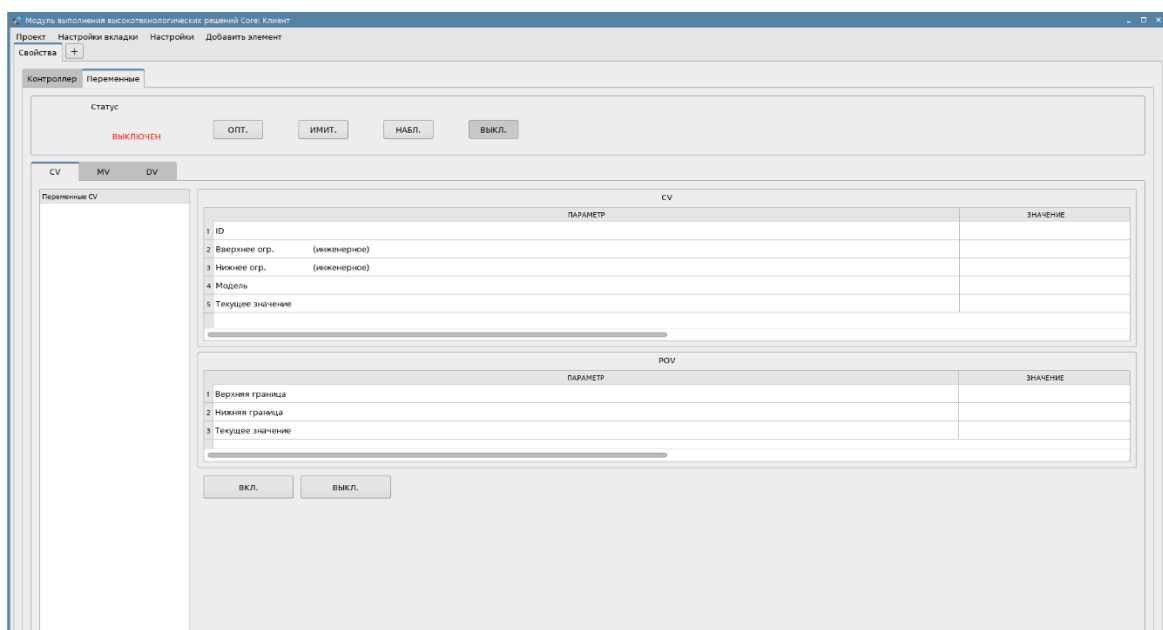 Модуль выполнения высокотехнологических решений Core: Клиент
Проект Настройки вкладки Настройки Добавить элемент
Свойства +
Контроллер Переменные
Статус
ВЫКЛЮЧЕН ОПТ. ИМИТ. НАБЛ. ВЫКЛ.
CV MV DV
Переменные CV
CV
ПАРАМЕТР ЗНАЧЕНИЕ
1 ID
2 Вверхнее огр. (инженерное)
3 Нижнее огр. (инженерное)
4 Модель
5 Текущее значение
POV
ПАРАМЕТР ЗНАЧЕНИЕ
1 Верхняя граница
2 Нижняя граница
3 Текущее значение
ВКЛ. ВЫКЛ.